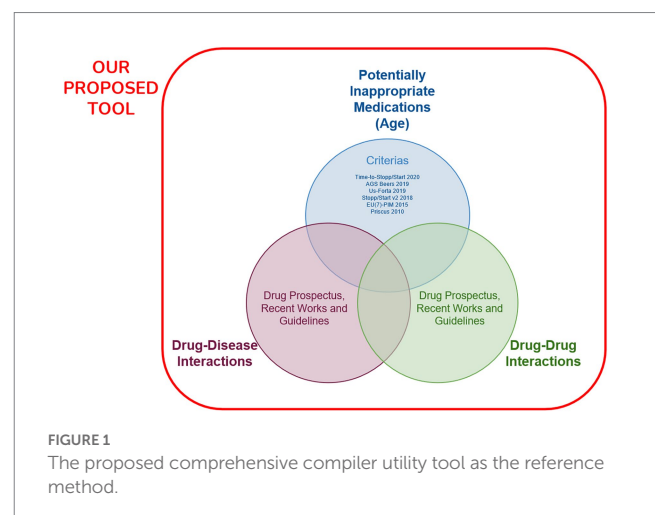 OUR
PROPOSED
TOOL
Potentially
Inappropriate
Medications
(Age)
Criterias
Time-to-Stopp/Start 2020
AGS Beers 2019
Us-Forta 2019
Stopp/Start v2 2018
EU(7)-PIM 2015
Priscus 2010
Drug Prospectus,
Recent Works and
Guidelines
Drug Prospectus,
Recent Works and
Guidelines
Drug-Disease
Interactions
Drug-Drug
Interactions
FIGURE 1
The proposed comprehensive compiler utility tool as the reference
method.